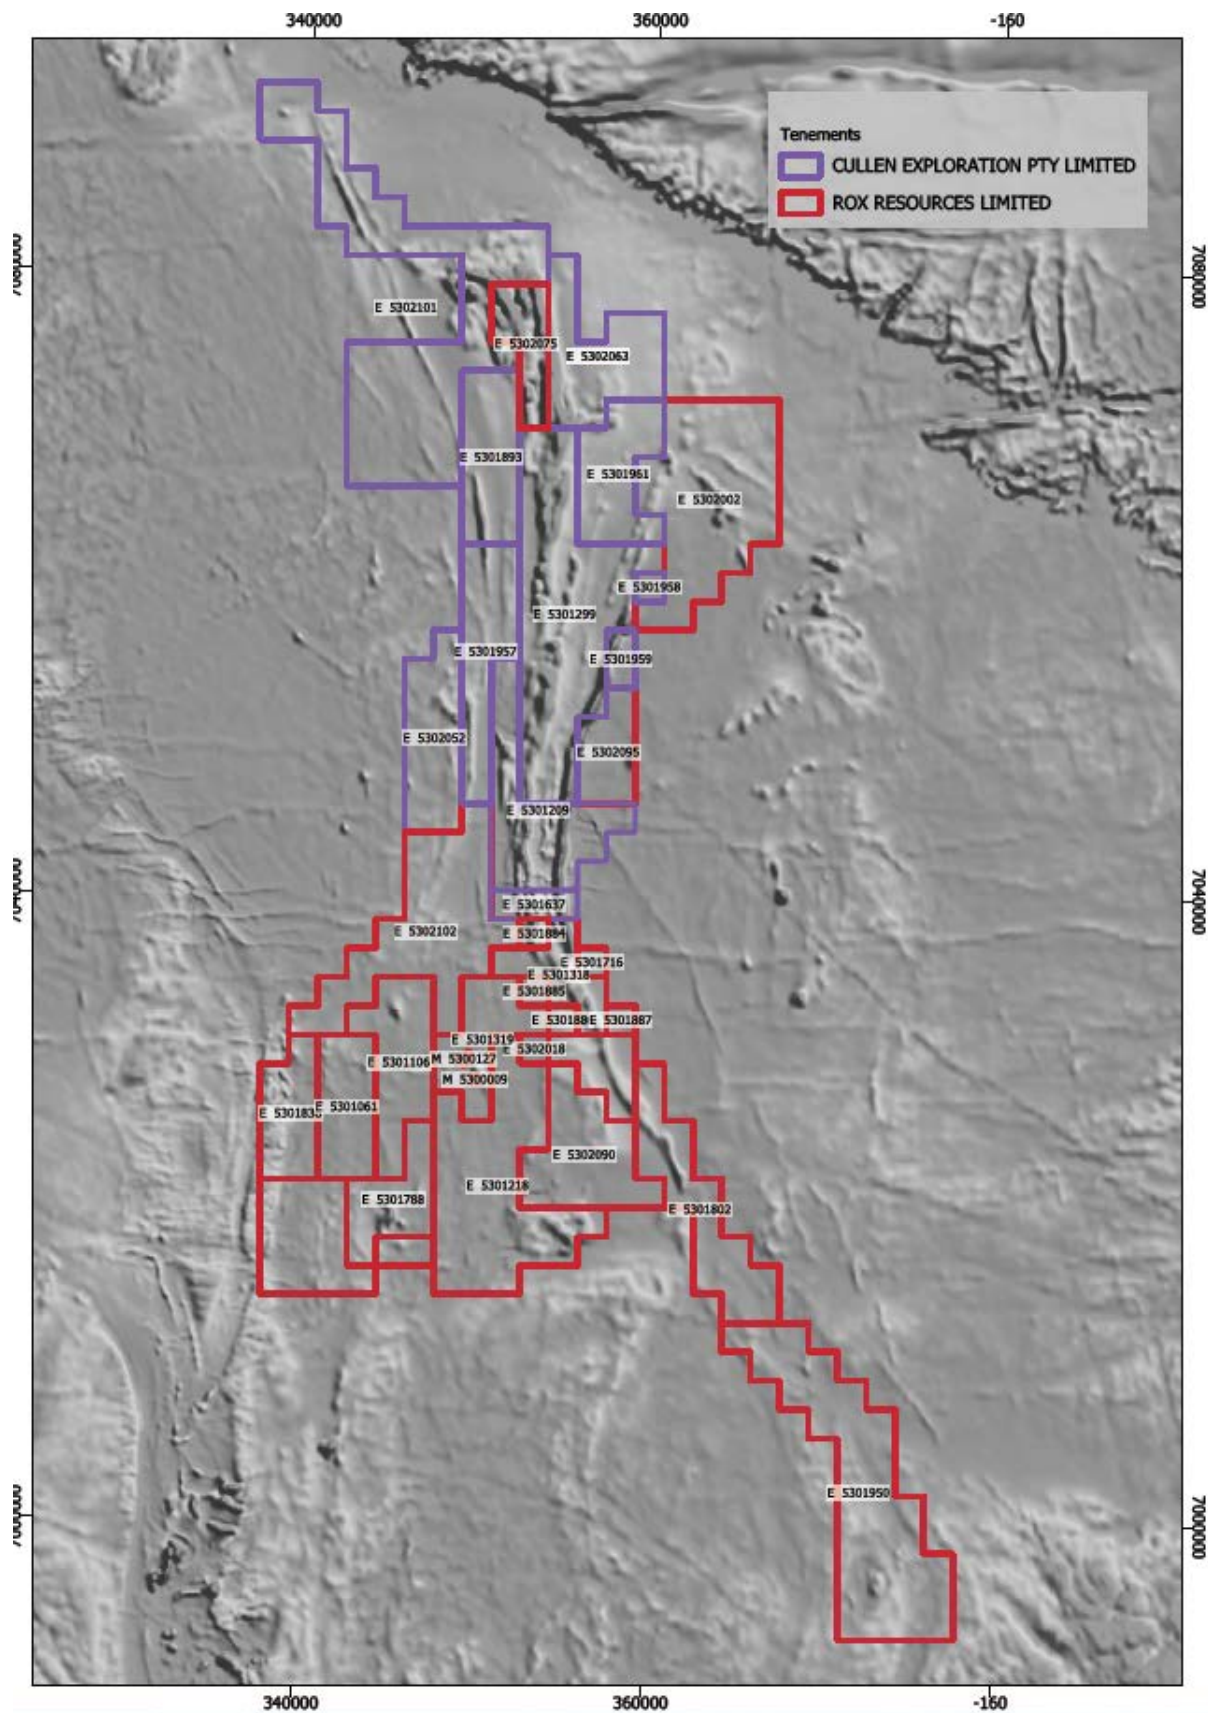 340000
360000
-160
Tenements
CULLEN EXPLORATION PTY LIMITED
ROX RESOURCES LIMITED
7080000
E 5302101
E 5302075
E 5302063
E 5301893
E 5301961
E 5302002
E 5301958
E 5301299
E 5301957
E 5301959
E 5302052
E 5302095
E 5301209
7040000
E 5301637
E 5302102
E 5301884
E 5301716
E 5301318
E 5301885
E 530188
E 5301887
E 5301319
E 5302018
E 5301106
M 5300127
M 5300009
E 5301061
E 5302090
E 5301218
E 5301788
E 5301802
E 5301950
7000000
340000
360000
-160